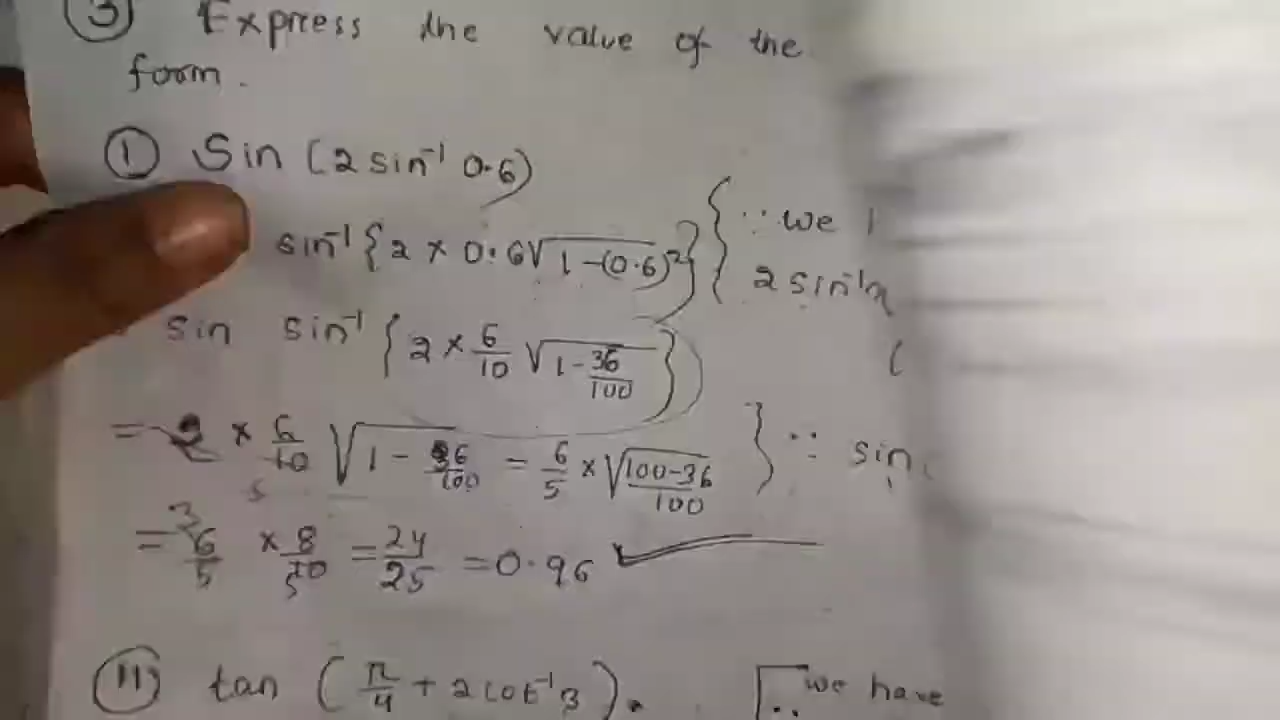 ③ Express the value of the
form.
① Sin (2 sin⁻¹ 0.6)
sin⁻¹ {2 × 0.6√(1-(0.6)²)} { ∵ we
2 sin⁻¹x
sin sin⁻¹ {2 × 6/10 √(1 - 36/100)} (
= 2 × 6/10 √(1 - 36/100) = 6/5 × √((100-36)/100) } ∵ sin
= 6/5 × 8/10 = 24/25 = 0.96
(11) tan (π/4 + 2 cot⁻¹ 3). [∵ we have